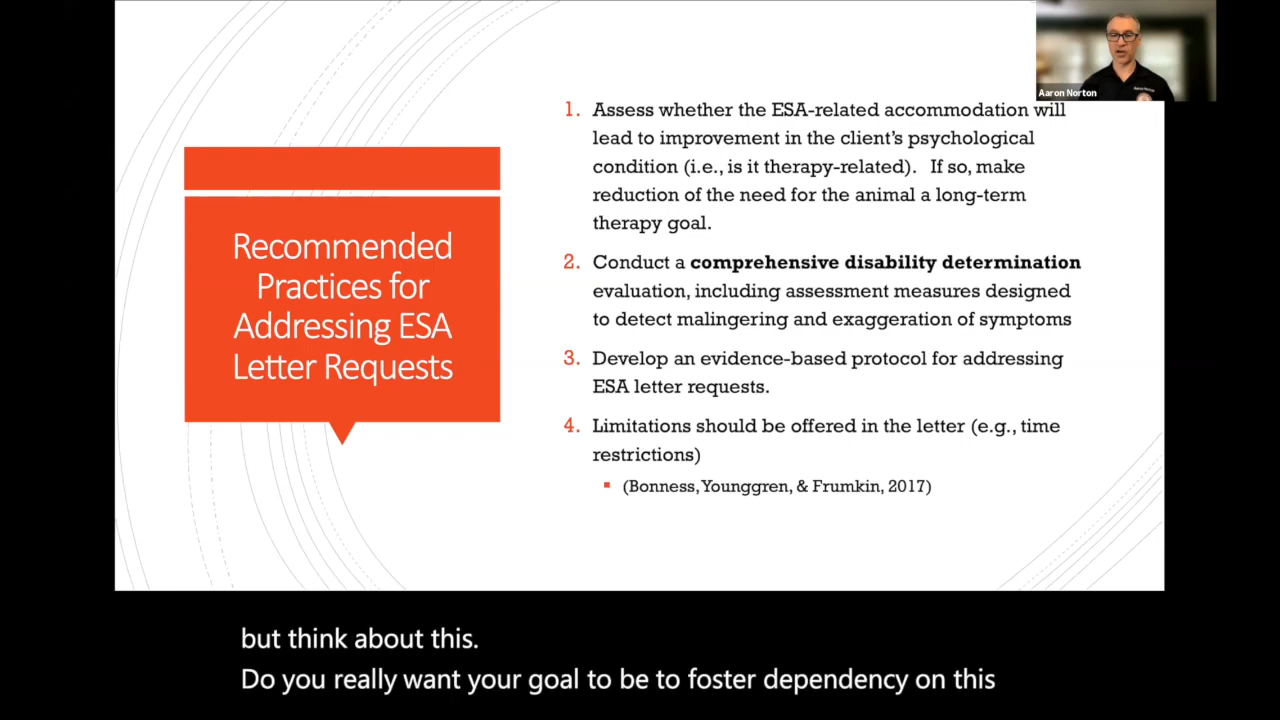 Aaron Norton
Recommended
Practices for
Addressing ESA
Letter Requests
1. Assess whether the ESA-related accommodation will
lead to improvement in the client's psychological
condition (i.e., is it therapy-related). If so, make
reduction of the need for the animal a long-term
therapy goal.
2. Conduct a comprehensive disability determination
evaluation, including assessment measures designed
to detect malingering and exaggeration of symptoms
3. Develop an evidence-based protocol for addressing
ESA letter requests.
4. Limitations should be offered in the letter (e.g., time
restrictions)
▪ (Bonness, Younggren, & Frumkin, 2017)
but think about this.
Do you really want your goal to be to foster dependency on this